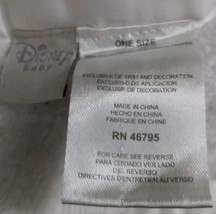 Disney
baby
ONE SIZE
EXCLUSIVE OF TRIM AND DECORATION
EXCLUSIVO DE DECORACION
EXCLUSIF DE DECORATION
MADE IN CHINA
HECHO EN CHINA
FABRIQUE EN CHINE
RN 46795
FOR CARE SEE REVERSE
PARA CUIDADO VER LADO
DEL REVERSO
DIRECTIVES D'ENTRETIEN AU VERSO